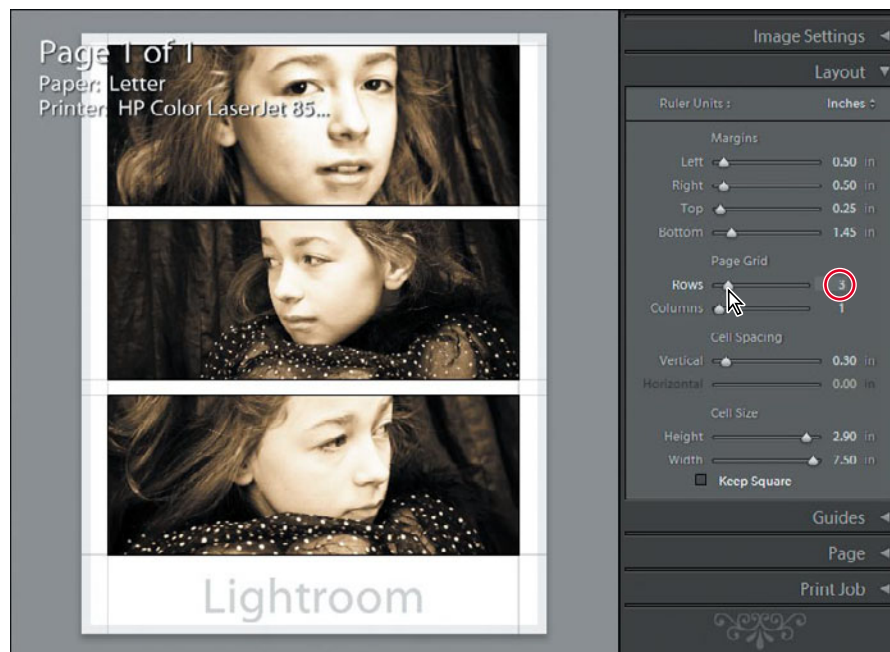 Page 1 of 1
Paper: Letter
Printer: HP Color LaserJet 85...
Lightroom
Image Settings
Layout
Ruler Units: Inches
Margins
Left 0.50 in
Right 0.50 in
Top 0.25 in
Bottom 1.45 in
Page Grid
Rows 3
Columns 1
Cell Spacing
Vertical 0.30 in
Horizontal 0.00 in
Cell Size
Height 2.90 in
Width 7.50 in
Keep Square
Guides
Page
Print Job